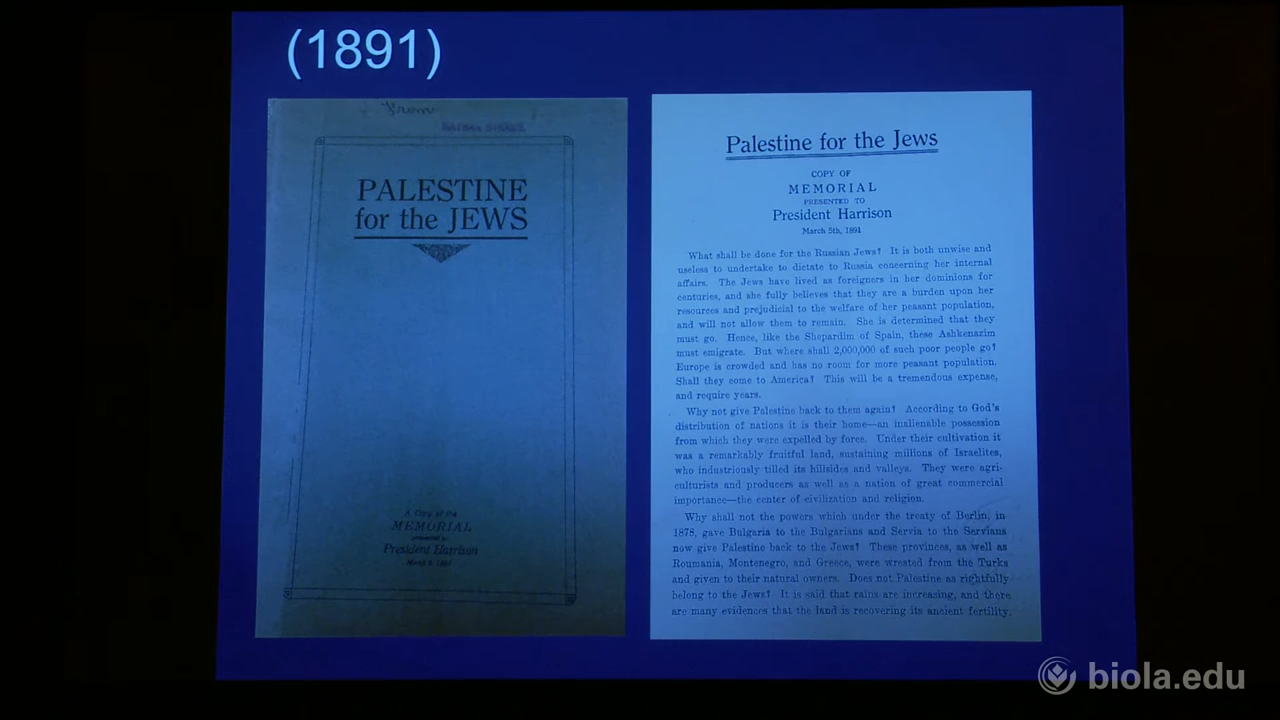 (1891)
From
PALESTINE
for the JEWS
A Copy of the
MEMORIAL
presented to
President Harrison
Palestine for the Jews
COPY OF
MEMORIAL
PRESENTED TO
President Harrison
March 5th, 1891
What shall be done for the Russian Jews? It is both unwise and
useless to undertake to dictate to Russia concerning her internal
affairs. The Jews have lived as foreigners in her dominions for
centuries, and she fully believes that they are a burden upon her
resources and prejudicial to the welfare of her peasant population,
and will not allow them to remain. She is determined that they
must go. Hence, like the Shepardim of Spain, these Ashkenazim
must emigrate. But where shall 2,000,000 of such poor people go?
Europe is crowded and has no room for more peasant population.
Shall they come to America? This will be a tremendous expense,
and require years.
Why not give Palestine back to them again? According to God's
distribution of nations it is their home—an inalienable possession
from which they were expelled by force. Under their cultivation it
was a remarkably fruitful land, sustaining millions of Israelites,
who industriously tilled its hillsides and valleys. They were agri-
culturists and producers as well as a nation of great commercial
importance—the center of civilization and religion.
Why shall not the powers which under the treaty of Berlin, in
1878, gave Bulgaria to the Bulgarians and Servia to the Servians
now give Palestine back to the Jews? These provinces, as well as
Roumania, Montenegro, and Greece, were wrested from the Turks
and given to their natural owners. Does not Palestine as rightfully
belong to the Jews? It is said that rains are increasing, and there
are many evidences that the land is recovering its ancient fertility.
biola.edu